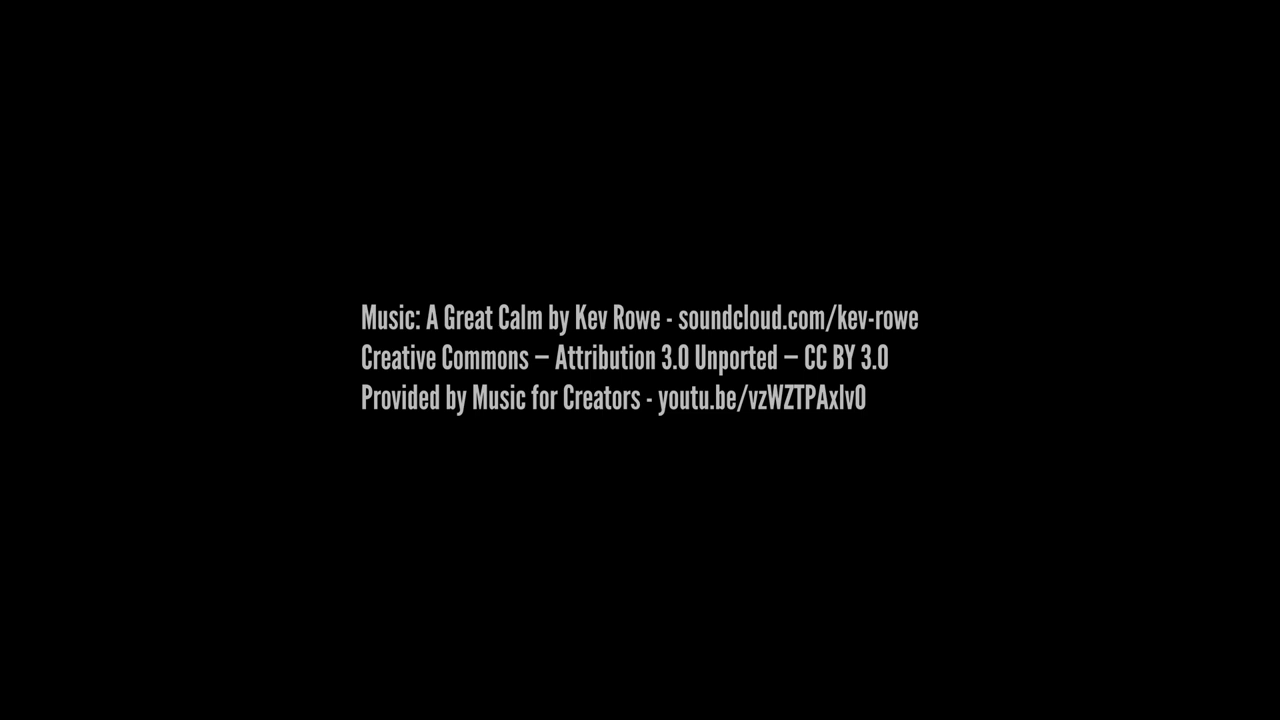 Music: A Great Calm by Kev Rowe - soundcloud.com/kev-rowe
Creative Commons – Attribution 3.0 Unported – CC BY 3.0
Provided by Music for Creators - youtu.be/vzWZTPAxIv0